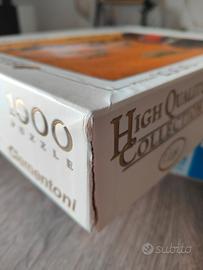 1000
PUZZLE
Clementoni
HIGH QUALITY
COLLECTION
subito